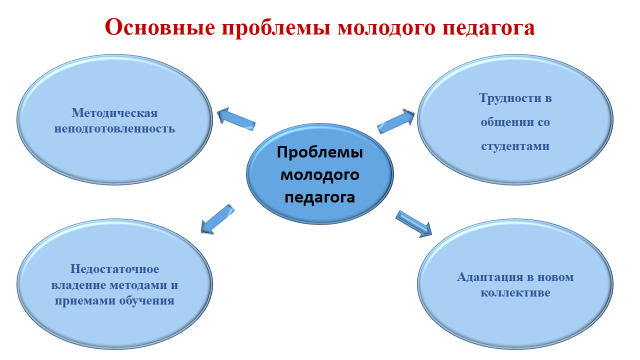 Основные проблемы молодого педагога
Методическая
неподготовленность
Трудности в
общении со
студентами
Проблемы
молодого
педагога
Недостаточное
владение методами и
приемами обучения
Адаптация в новом
коллективе